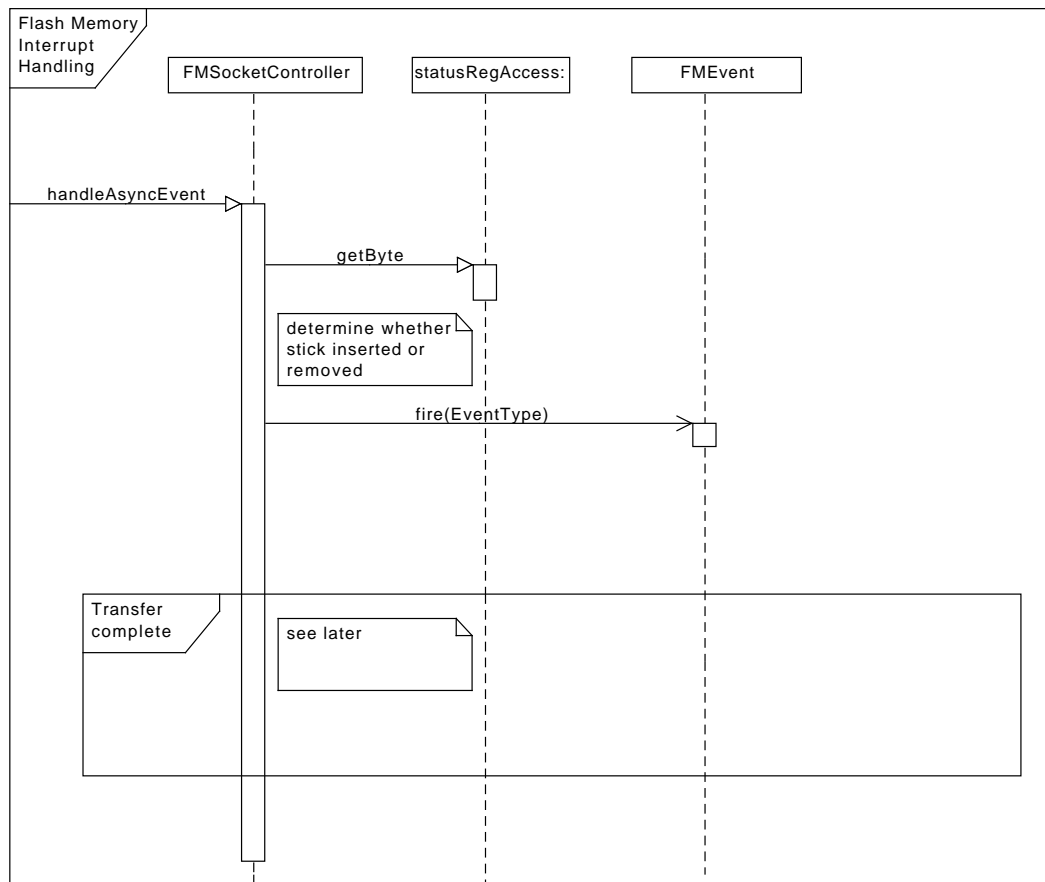 Flash Memory
Interrupt
Handling
FMSocketController
statusRegAccess:
FMEvent
handleAsyncEvent
getByte
determine whether
stick inserted or
removed
fire(EventType)
Transfer
complete
see later